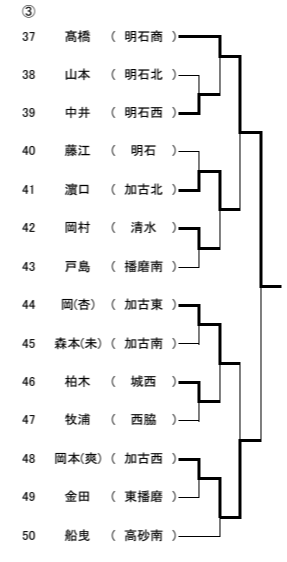 ③
37 高橋 ( 明石商 )
38 山本 ( 明石北 )
39 中井 ( 明石西 )
40 藤江 ( 明石 )
41 濵口 ( 加古北 )
42 岡村 ( 清水 )
43 戸島 ( 播磨南 )
44 岡(杏) ( 加古東 )
45 森本(未) ( 加古南 )
46 柏木 ( 城西 )
47 牧浦 ( 西脇 )
48 岡本(爽) ( 加古西 )
49 金田 ( 東播磨 )
50 船曳 ( 高砂南 )